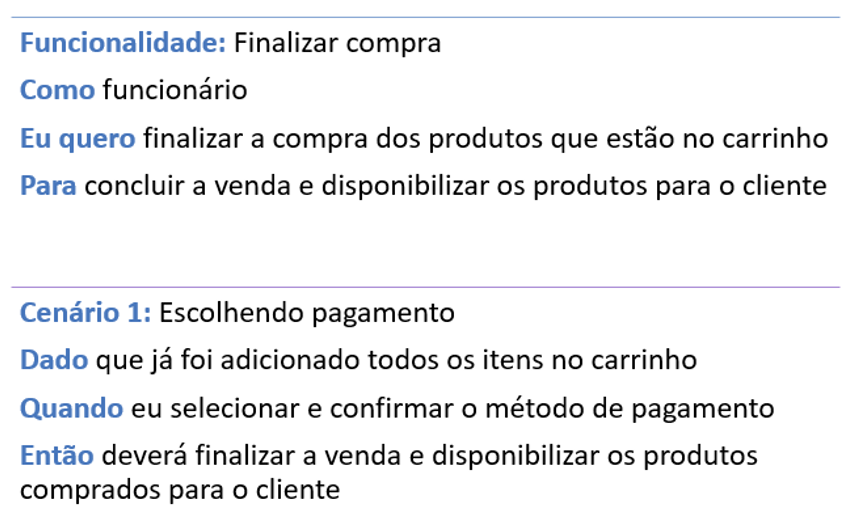 Funcionalidade: Finalizar compra
Como funcionário
Eu quero finalizar a compra dos produtos que estão no carrinho
Para concluir a venda e disponibilizar os produtos para o cliente
Cenário 1: Escolhendo pagamento
Dado que já foi adicionado todos os itens no carrinho
Quando eu selecionar e confirmar o método de pagamento
Então deverá finalizar a venda e disponibilizar os produtos
comprados para o cliente